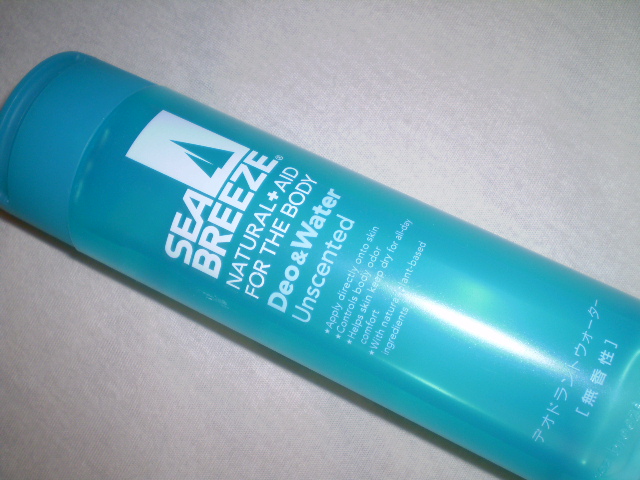 SEA
BREEZE®
NATURAL+AID
FOR THE BODY
Deo&Water
Unscented
*Apply directly onto skin
*Controls body odor
*Helps skin keep dry for all-day
comfort
*With natural plant-based
ingredients
デオドラントウォーター
[無香性]